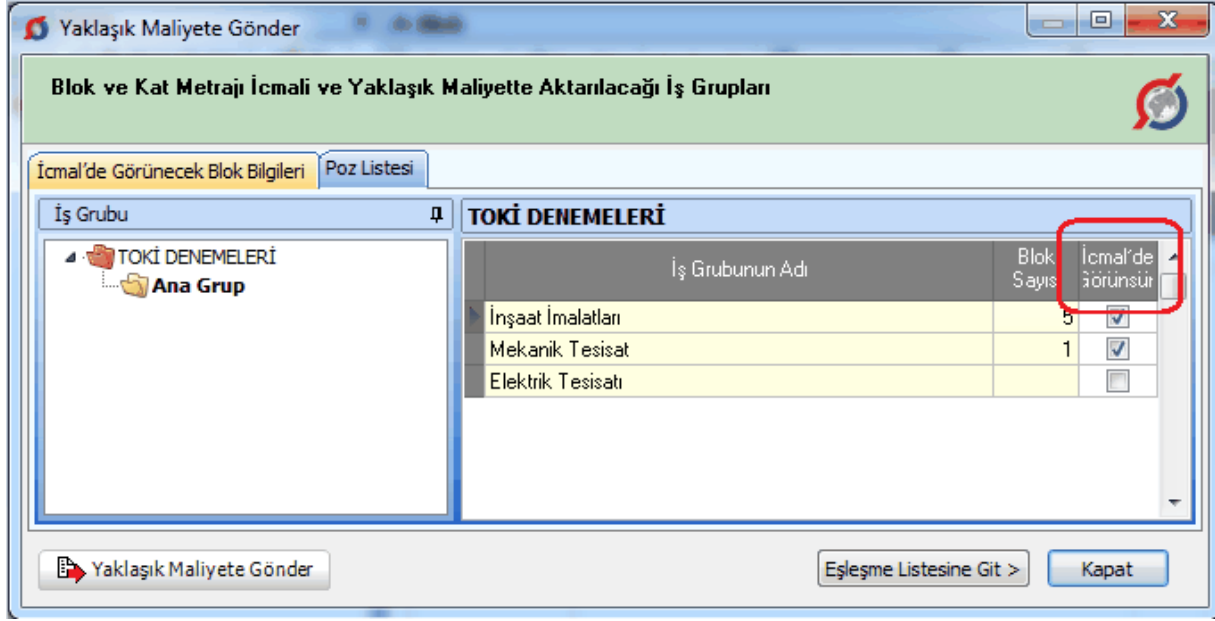 Yaklaşık Maliyete Gönder
Blok ve Kat Metrajı İcmali ve Yaklaşık Maliyette Aktarılacağı İş Grupları
İcmal'de Görünecek Blok Bilgileri Poz Listesi
İş Grubu
TOKİ DENEMELERİ
TOKİ DENEMELERİ
Ana Grup
İş Grubunun Adı Blok Sayıs İcmal'de Görünsür
İnşaat İmalatları 5
Mekanik Tesisat 1
Elektrik Tesisatı
Yaklaşık Maliyete Gönder
Eşleşme Listesine Git >
Kapat